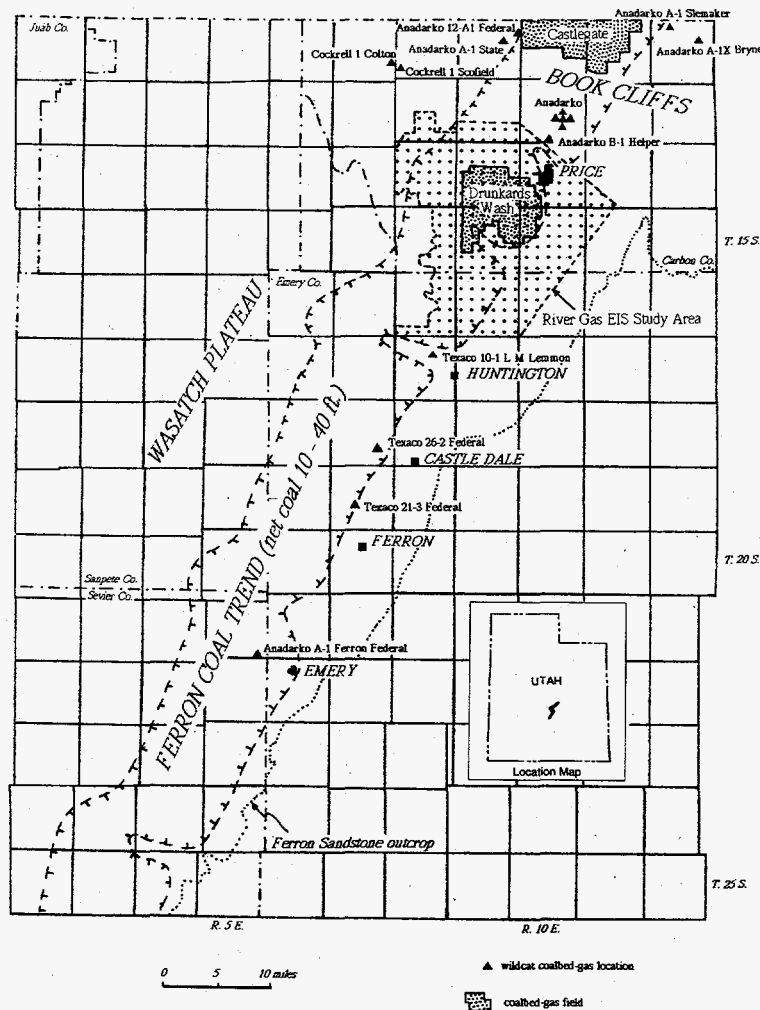 Juab Co.
Anadarko A-1 Slemaker
Anadarko 12-A1 Federal
Castlegate
Anadarko A-1 State
Anadarko A-1X Bryne
Cockrell 1 Colton
Cockrell 1 Scofield
BOOK CLIFFS
Anadarko
Anadarko B-1 Helper
PRICE
Drunkards
Wash
T. 15 S.
Carbon Co.
Emery Co.
River Gas EIS Study Area
WASATCH PLATEAU
Texaco 10-1 L M Lemmon
HUNTINGTON
Texaco 26-2 Federal
CASTLE DALE
Texaco 21-3 Federal
FERRON
FERRON COAL TREND (net coal 10 - 40 ft.)
T. 20 S.
Sanpete Co.
Sevier Co.
Anadarko A-1 Ferron Federal
EMERY
UTAH
Location Map
Ferron Sandstone outcrop
T. 25 S.
R. 5 E.
R. 10 E.
0 5 10 miles
wildcat coalbed-gas location
coalbed-gas field